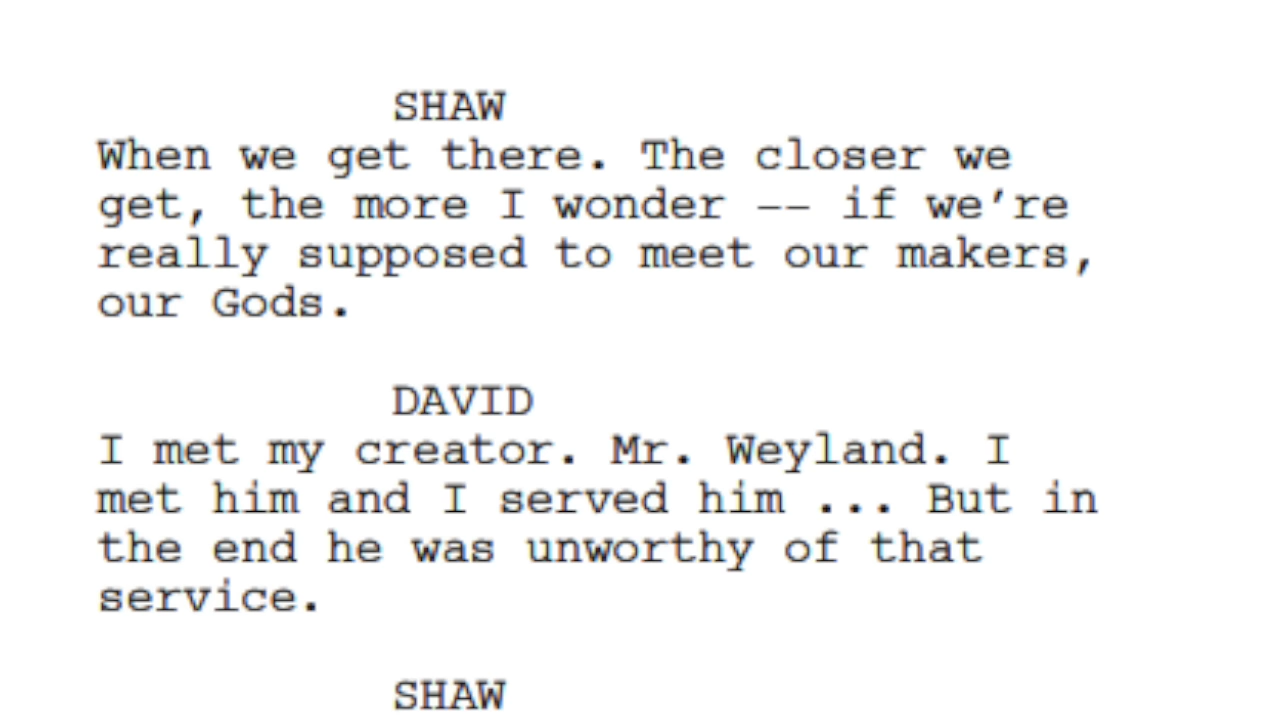 SHAW
When we get there. The closer we
get, the more I wonder -- if we're
really supposed to meet our makers,
our Gods.
DAVID
I met my creator. Mr. Weyland. I
met him and I served him ... But in
the end he was unworthy of that
service.
SHAW